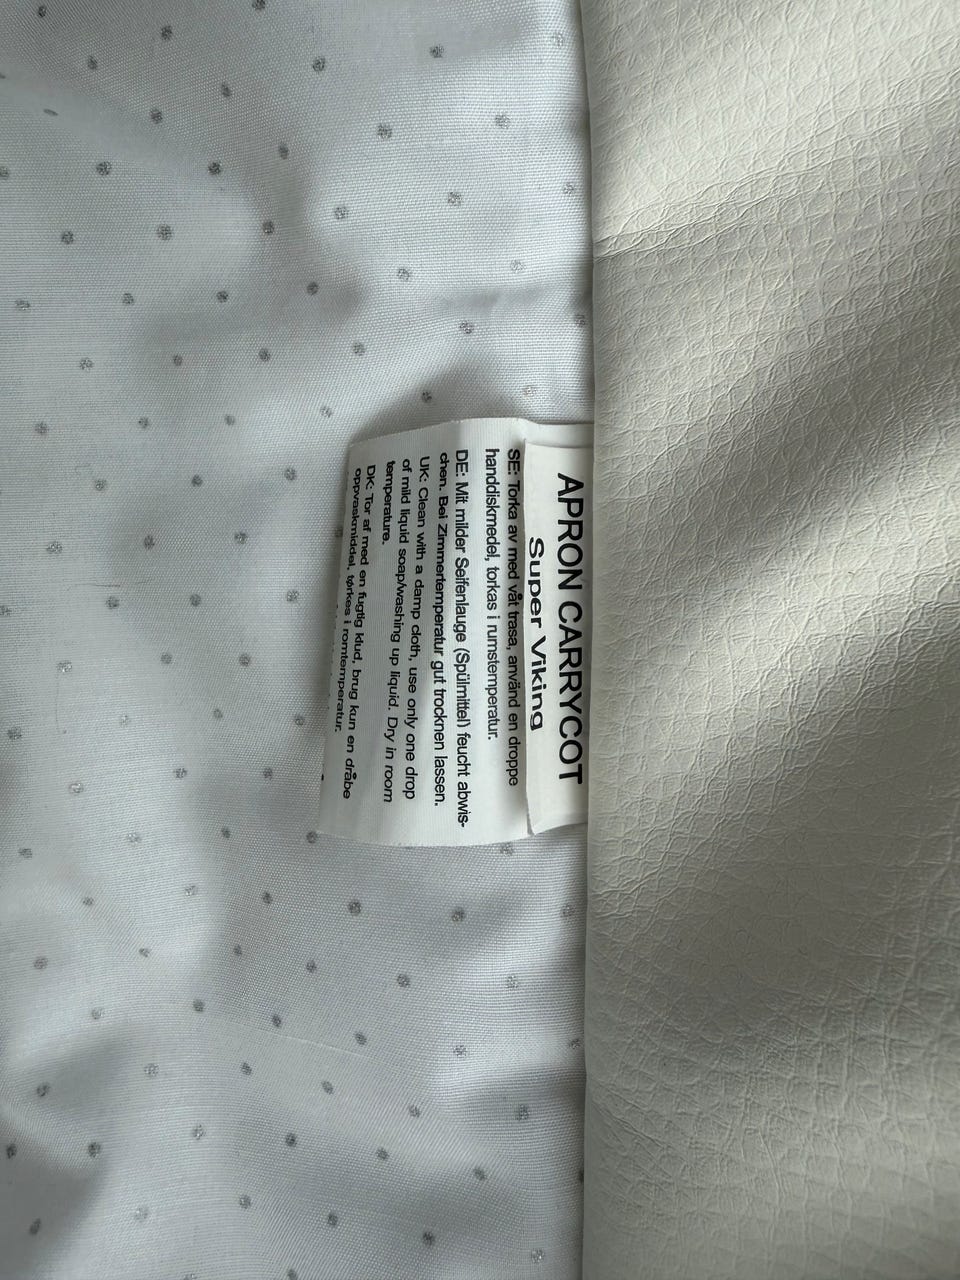 APRON CARRYCOT
Super Viking
SE: Torka av med våt trasa, använd en droppe
handdiskmedel, torkas i rumstemperatur.
DE: Mit milder Seifenlauge (Spülmittel) feucht abwis-
chen. Bei Zimmertemperatur gut trocknen lassen.
UK: Clean with a damp cloth, use only one drop
of mild liquid soap/washing up liquid. Dry in room
temperature.
DK: Tør af med en fugtig klud, brug kun en dråbe
oppvaskmiddel, tørkes i romtemperatur.